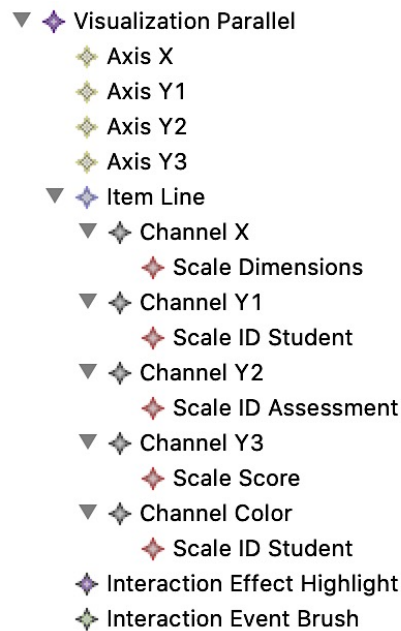 Visualization Parallel
Axis X
Axis Y1
Axis Y2
Axis Y3
Item Line
Channel X
Scale Dimensions
Channel Y1
Scale ID Student
Channel Y2
Scale ID Assessment
Channel Y3
Scale Score
Channel Color
Scale ID Student
Interaction Effect Highlight
Interaction Event Brush